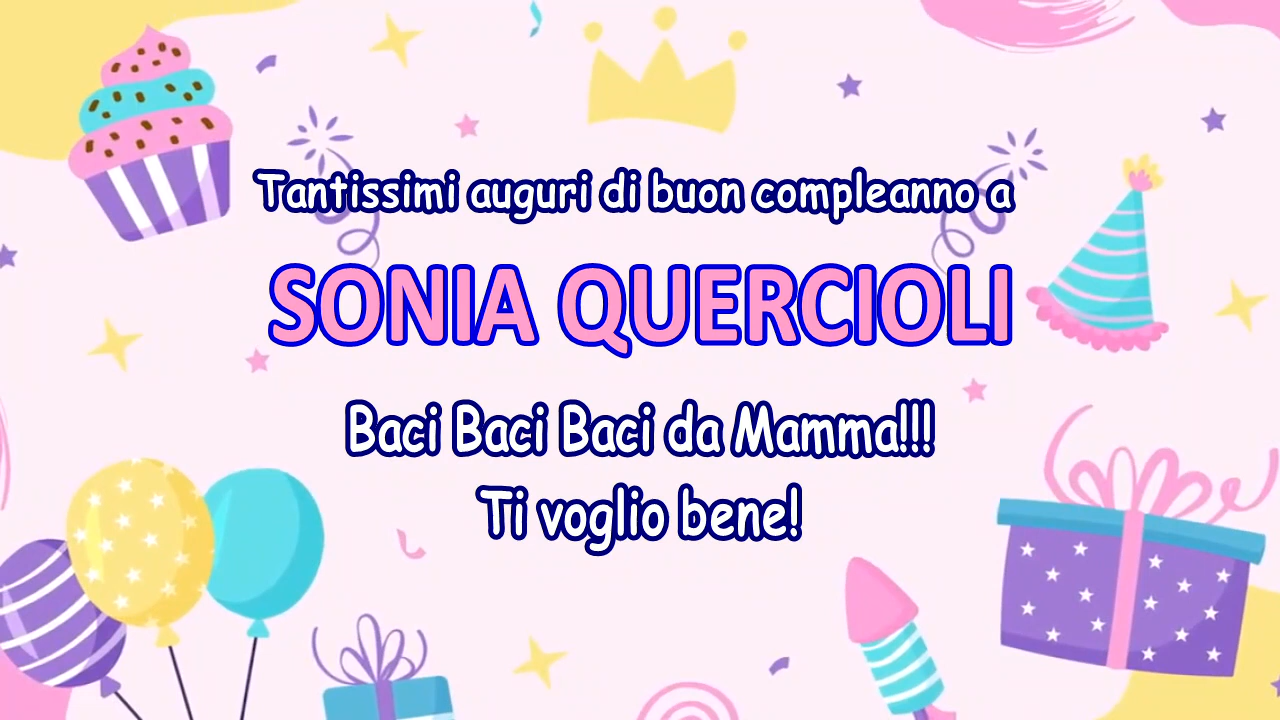 Tantissimi auguri di buon compleanno a
SONIA QUERCIOLI
Baci Baci Baci da Mamma!!!
Ti voglio bene!